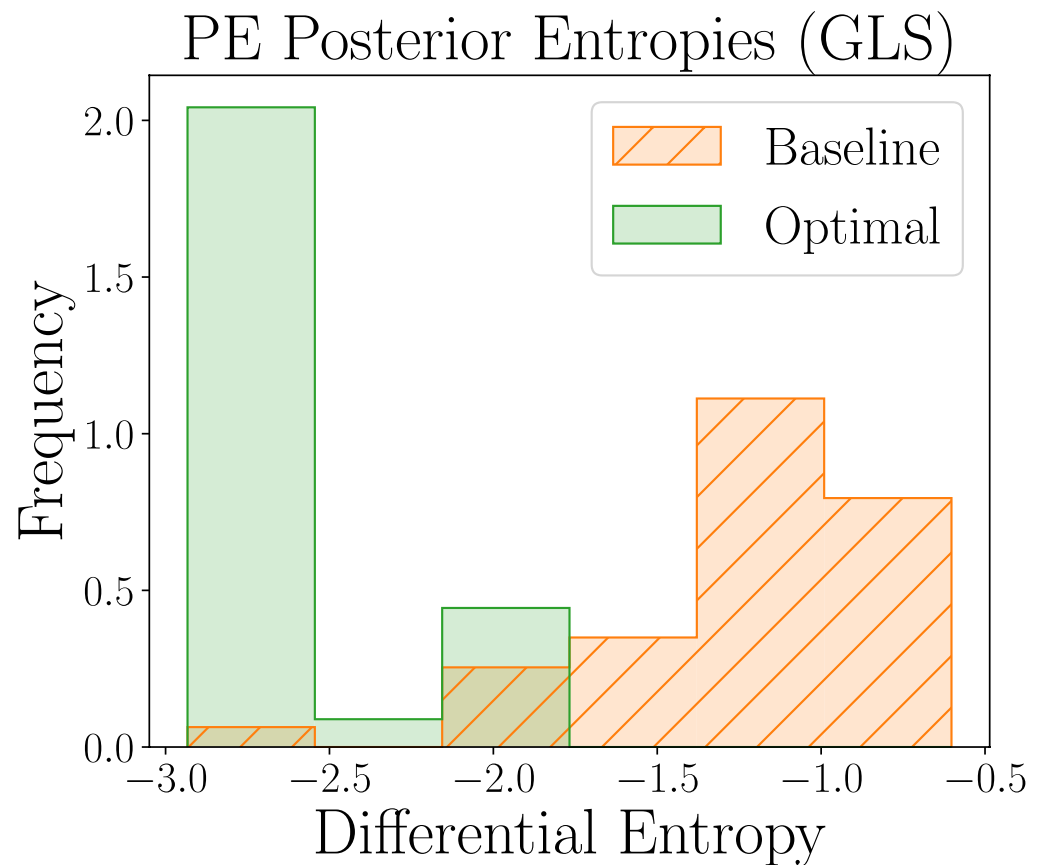 PE Posterior Entropies (GLS)
Baseline
Optimal
Frequency
2.0
1.5
1.0
0.5
0.0
−3.0 −2.5 −2.0 −1.5 −1.0 −0.5
Differential Entropy